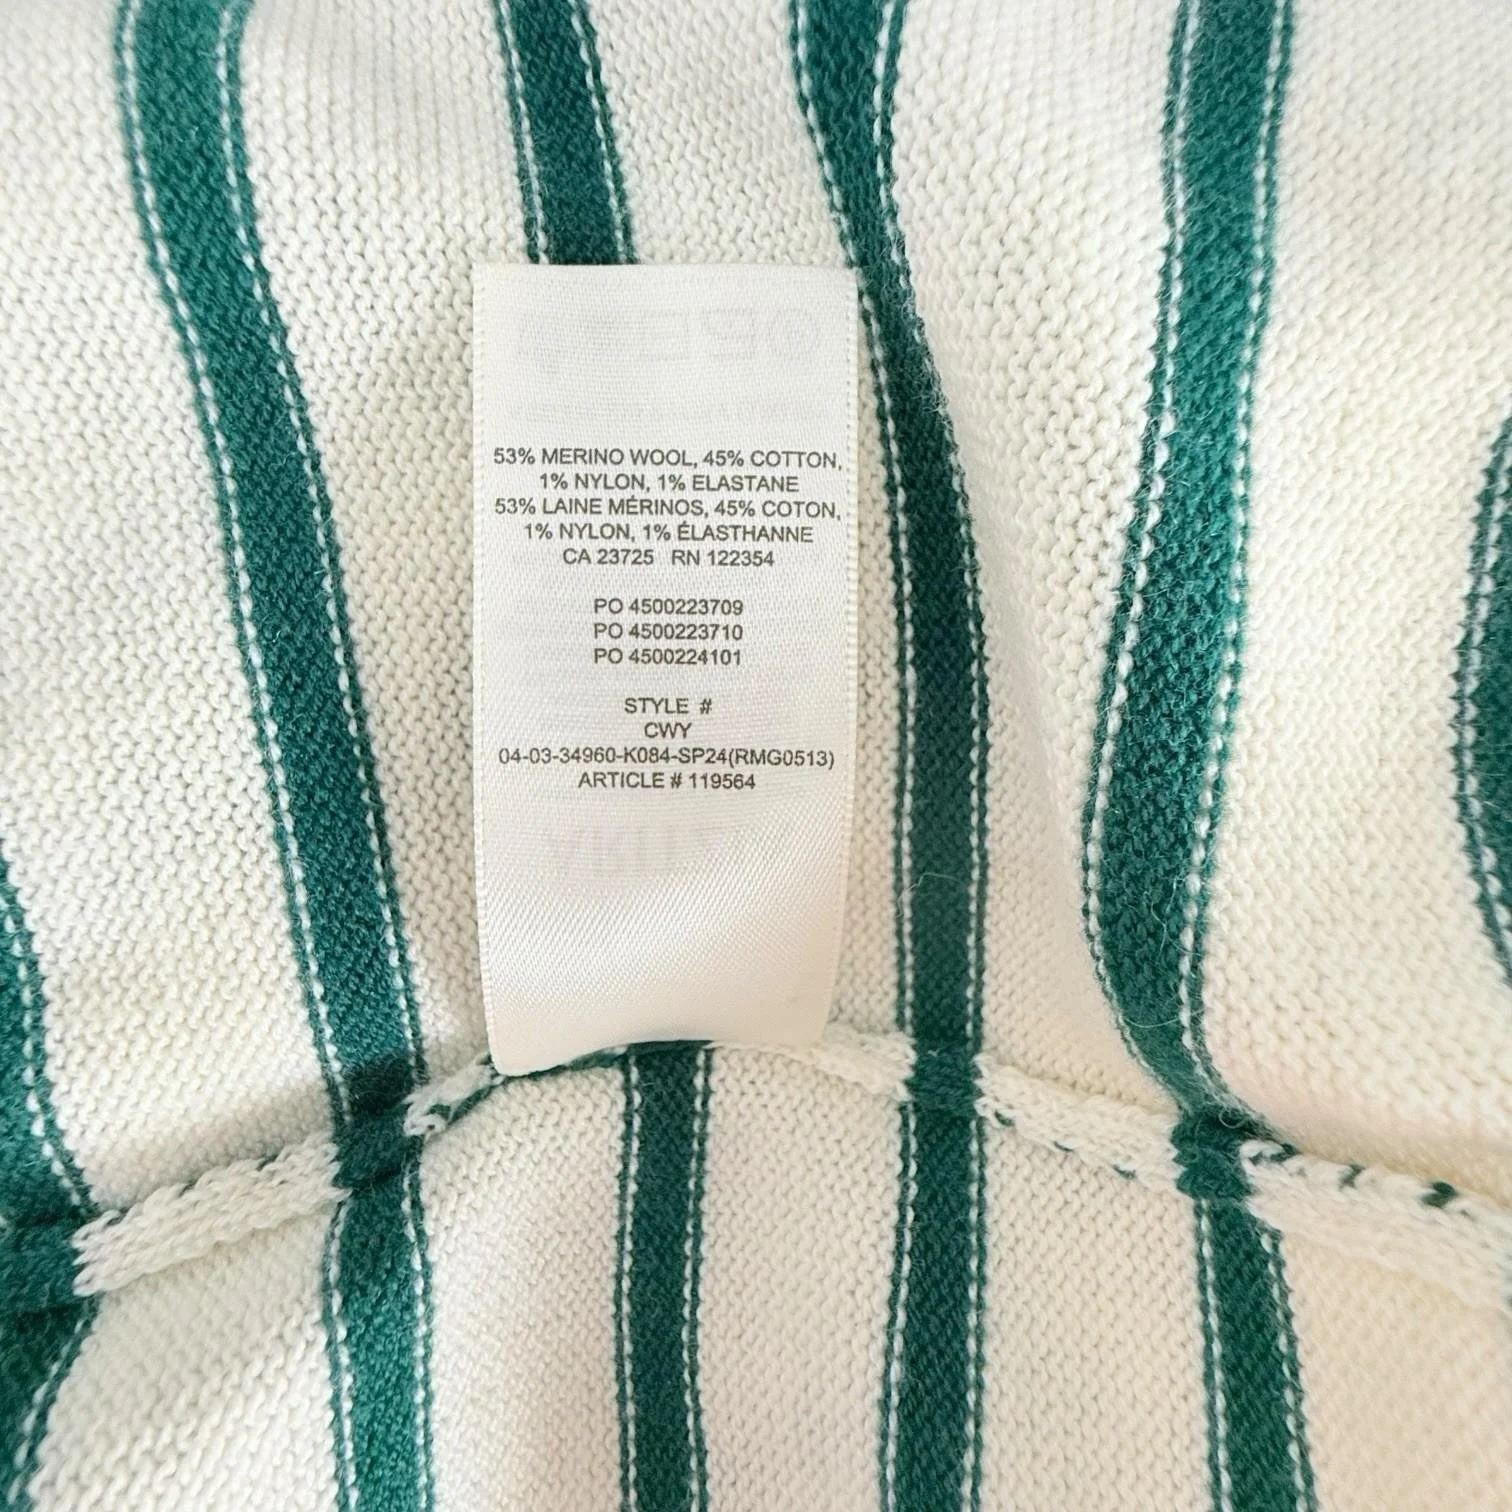 53% MERINO WOOL, 45% COTTON,
1% NYLON, 1% ELASTANE
53% LAINE MÉRINOS, 45% COTON,
1% NYLON, 1% ÉLASTHANNE
CA 23725 RN 122354
PO 4500223709
PO 4500223710
PO 4500224101
STYLE #
CWY
04-03-34960-K084-SP24(RMG0513)
ARTICLE # 119564